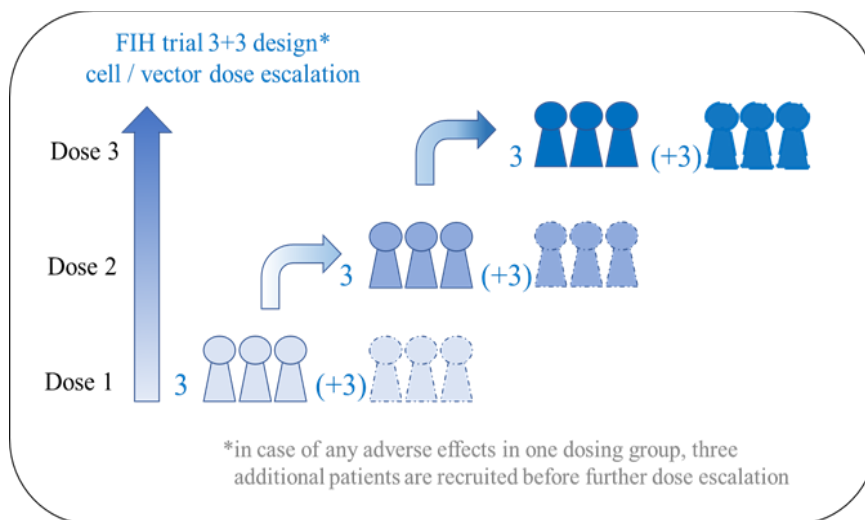 FIH trial 3+3 design*
cell / vector dose escalation
Dose 3
3
(+3)
Dose 2
3
(+3)
Dose 1
3
(+3)
*in case of any adverse effects in one dosing group, three
additional patients are recruited before further dose escalation